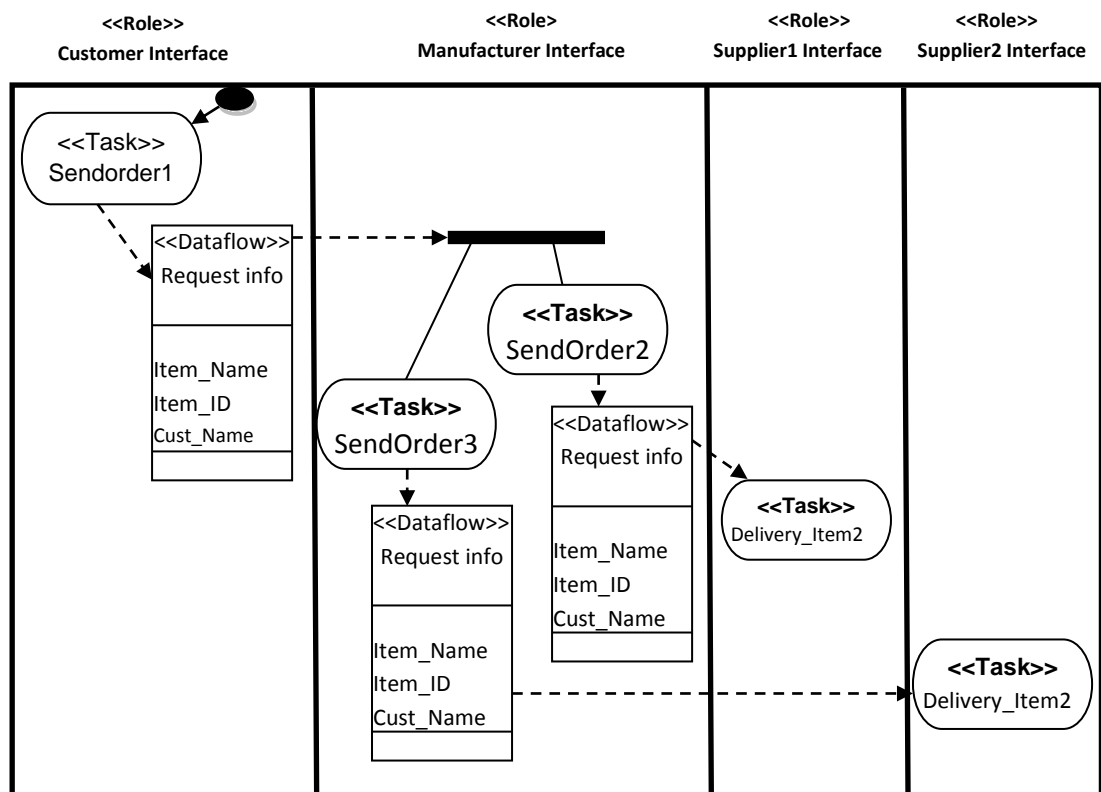 <<Role>>
Customer Interface
<<Role>
Manufacturer Interface
<<Role>>
Supplier1 Interface
<<Role>>
Supplier2 Interface
<<Task>>
Sendorder1
<<Dataflow>>
Request info
Item_Name
Item_ID
Cust_Name
<<Task>>
SendOrder2
<<Task>>
SendOrder3
<<Dataflow>>
Request info
Item_Name
Item_ID
Cust_Name
<<Task>>
Delivery_Item2
<<Dataflow>>
Request info
Item_Name
Item_ID
Cust_Name
<<Task>>
Delivery_Item2